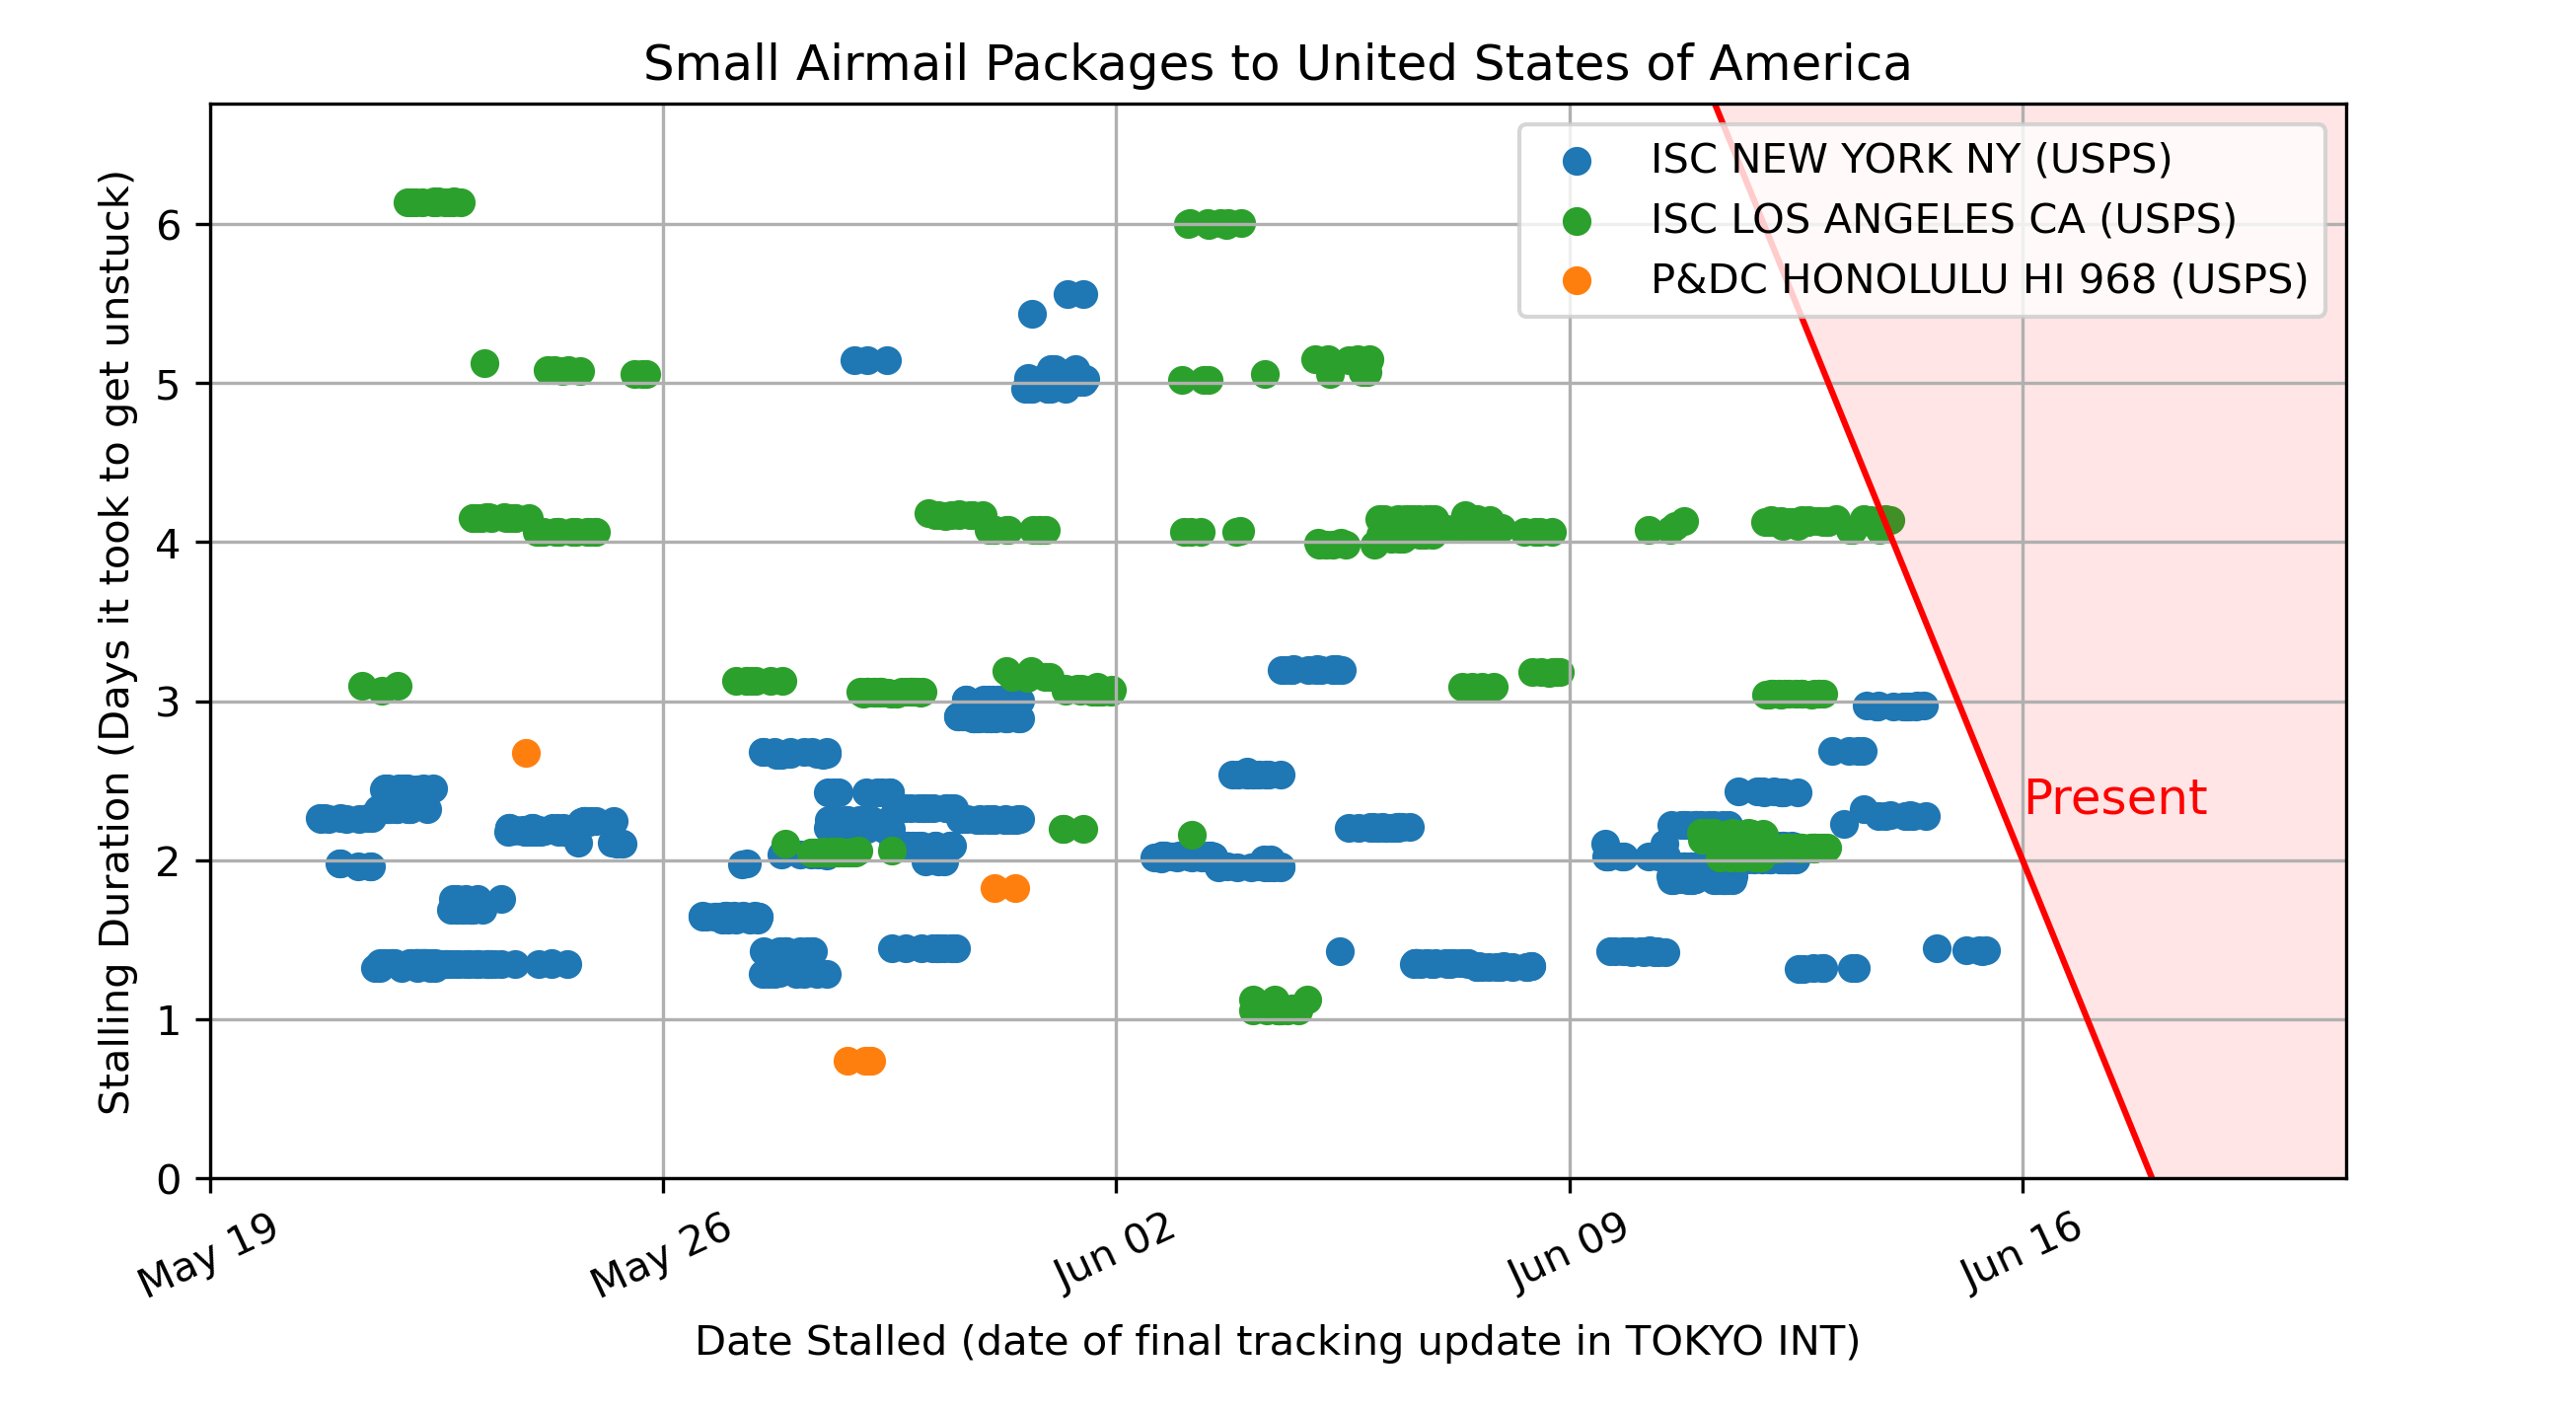 Small Airmail Packages to United States of America
ISC NEW YORK NY (USPS)
ISC LOS ANGELES CA (USPS)
P&DC HONOLULU HI 968 (USPS)
Stalling Duration (Days it took to get unstuck)
6
5
4
3
2
1
0
Present
May 19
May 26
Jun 02
Jun 09
Jun 16
Date Stalled (date of final tracking update in TOKYO INT)